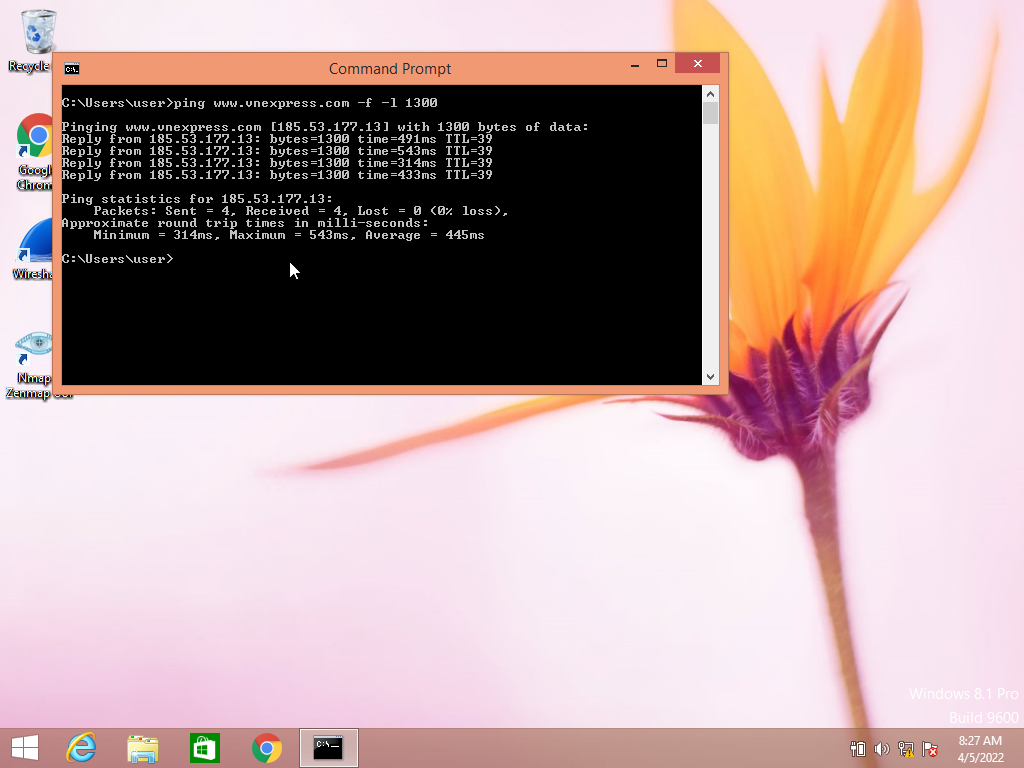 Recycle
Command Prompt
C:\Users\user>ping www.vnexpress.com -f -l 1300
Pinging www.vnexpress.com [185.53.177.13] with 1300 bytes of data:
Reply from 185.53.177.13: bytes=1300 time=491ms TTL=39
Reply from 185.53.177.13: bytes=1300 time=543ms TTL=39
Reply from 185.53.177.13: bytes=1300 time=314ms TTL=39
Reply from 185.53.177.13: bytes=1300 time=433ms TTL=39
Ping statistics for 185.53.177.13:
Packets: Sent = 4, Received = 4, Lost = 0 (0% loss),
Approximate round trip times in milli-seconds:
Minimum = 314ms, Maximum = 543ms, Average = 445ms
C:\Users\user>
Googl
Chrom
Wiresha
Nmap
Zenmap
Windows 8.1 Pro
Build 9600
8:27 AM
4/5/2022